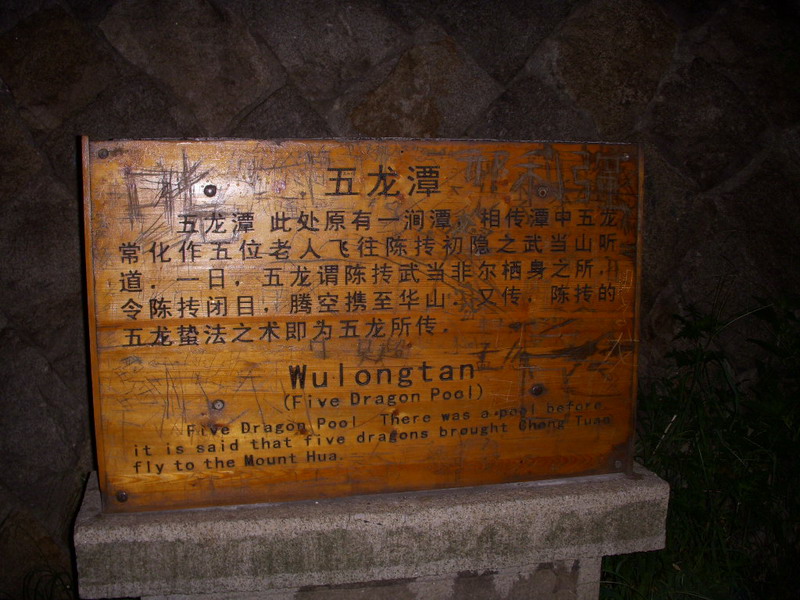 五龙潭
五龙潭 此处原有一涧潭，相传潭中五龙
常化作五位老人飞往陈抟初隐之武当山听
道．一日，五龙谓陈抟武当非尔栖身之所，
令陈抟闭目，腾空携至华山．又传，陈抟的
五龙蛰法之术即为五龙所传．
Wulongtan
(Five Dragon Pool)
Five Dragon Pool There was a pool before
it is said that five dragons brought Cheng Tuao
fly to the Mount Hua.